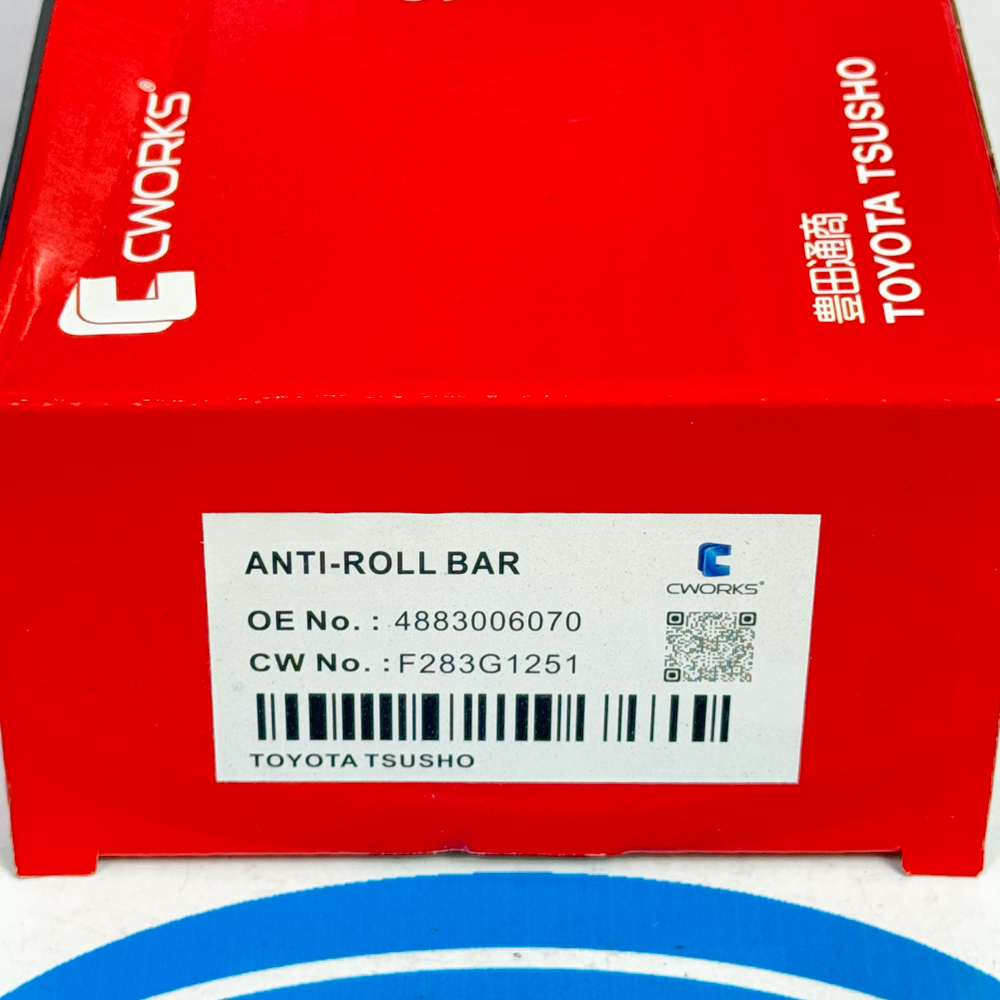 CWORKS®
豊田通商
TOYOTA TSUSHO
ANTI-ROLL BAR
CWORKS®
OE No. : 4883006070
CW No. : F283G1251
TOYOTA TSUSHO